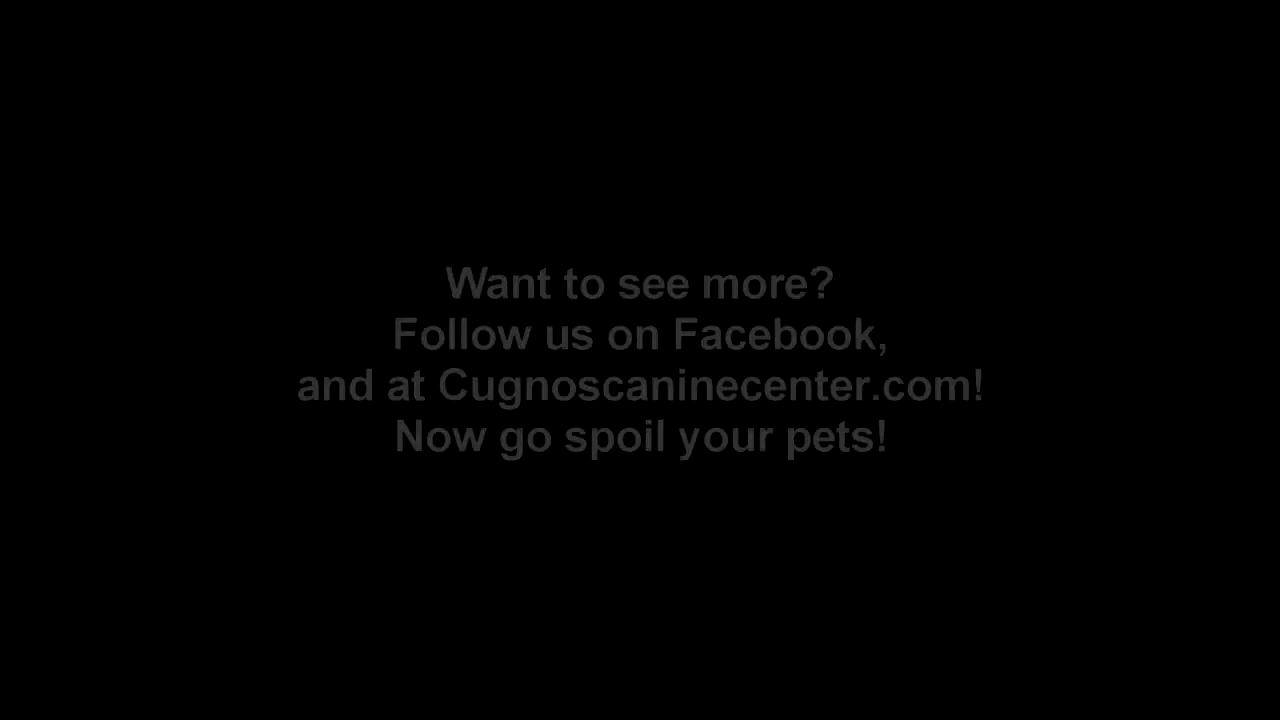 Want to see more?
Follow us on Facebook,
and at Cugnoscaninecenter.com!
Now go spoil your pets!